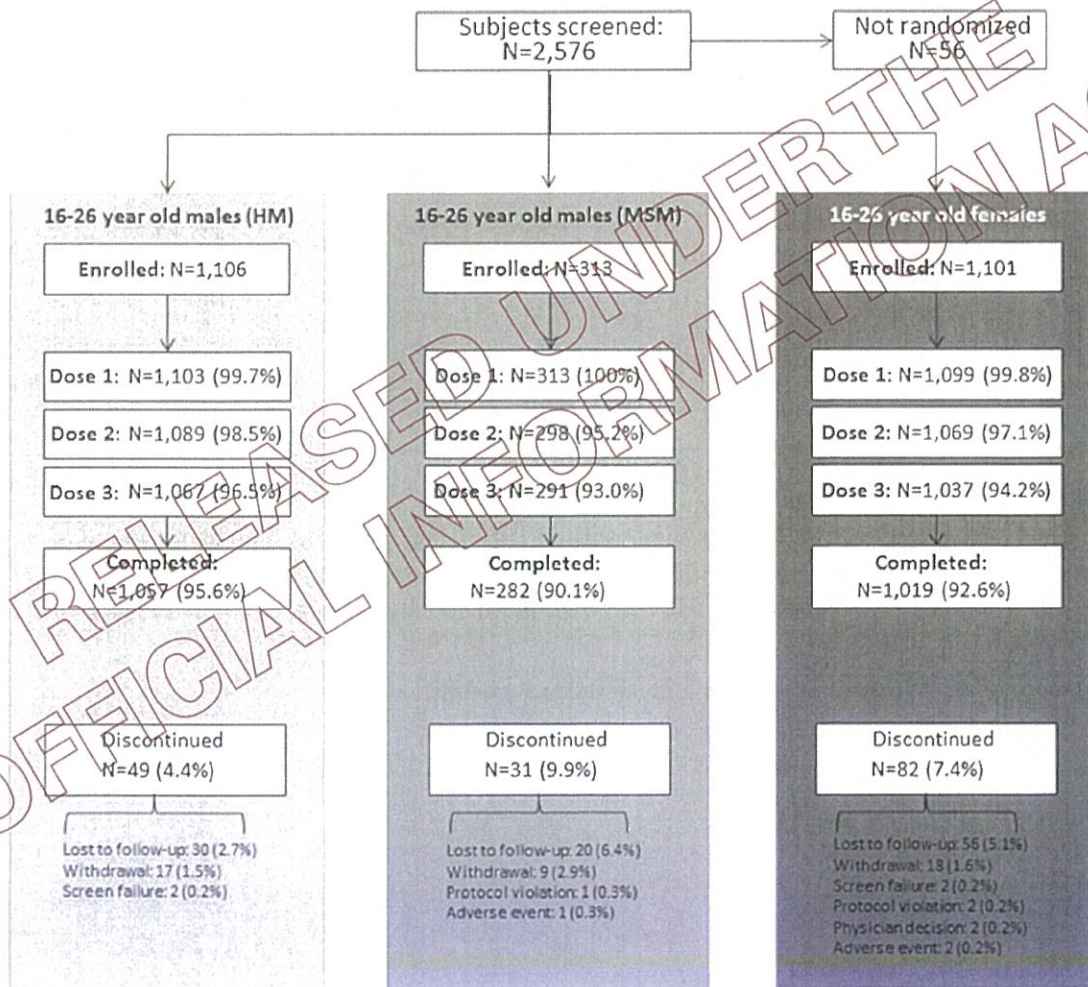 Subjects screened:
N=2,576
Not randomized
N=56
16-26 year old males (HM)
Enrolled: N=1,106
Dose 1: N=1,103 (99.7%)
Dose 2: N=1,089 (98.5%)
Dose 3: N=1,067 (96.5%)
Completed:
N=1,057 (95.6%)
Discontinued
N=49 (4.4%)
Lost to follow-up: 30 (2.7%)
Withdrawal: 17 (1.5%)
Screen failure: 2 (0.2%)
16-26 year old males (MSM)
Enrolled: N=313
Dose 1: N=313 (100%)
Dose 2: N=298 (95.2%)
Dose 3: N=291 (93.0%)
Completed:
N=282 (90.1%)
Discontinued
N=31 (9.9%)
Lost to follow-up: 20 (6.4%)
Withdrawal: 9 (2.9%)
Protocol violation: 1 (0.3%)
Adverse event: 1 (0.3%)
16-26 year old females
Enrolled: N=1,101
Dose 1: N=1,099 (99.8%)
Dose 2: N=1,069 (97.1%)
Dose 3: N=1,037 (94.2%)
Completed:
N=1,019 (92.6%)
Discontinued
N=82 (7.4%)
Lost to follow-up: 56 (5.1%)
Withdrawal: 18 (1.6%)
Screen failure: 2 (0.2%)
Protocol violation: 2 (0.2%)
Physician decision: 2 (0.2%)
Adverse event: 2 (0.2%)
RELEASED UNDER THE
OFFICIAL INFORMATION